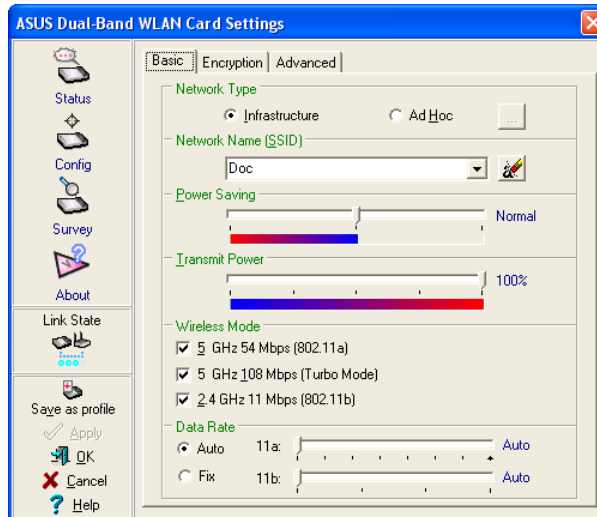 ASUS Dual-Band WLAN Card Settings
Status
Config
Survey
About
Link State
Save as profile
Apply
OK
Cancel
Help
Basic
Encryption
Advanced
Network Type
Infrastructure
Ad Hoc
...
Network Name (SSID)
Doc
Power Saving
Normal
Transmit Power
100%
Wireless Mode
5 GHz 54 Mbps (802.11a)
5 GHz 108 Mbps (Turbo Mode)
2.4 GHz 11 Mbps (802.11b)
Data Rate
Auto 11a: Auto
Fix 11b: Auto